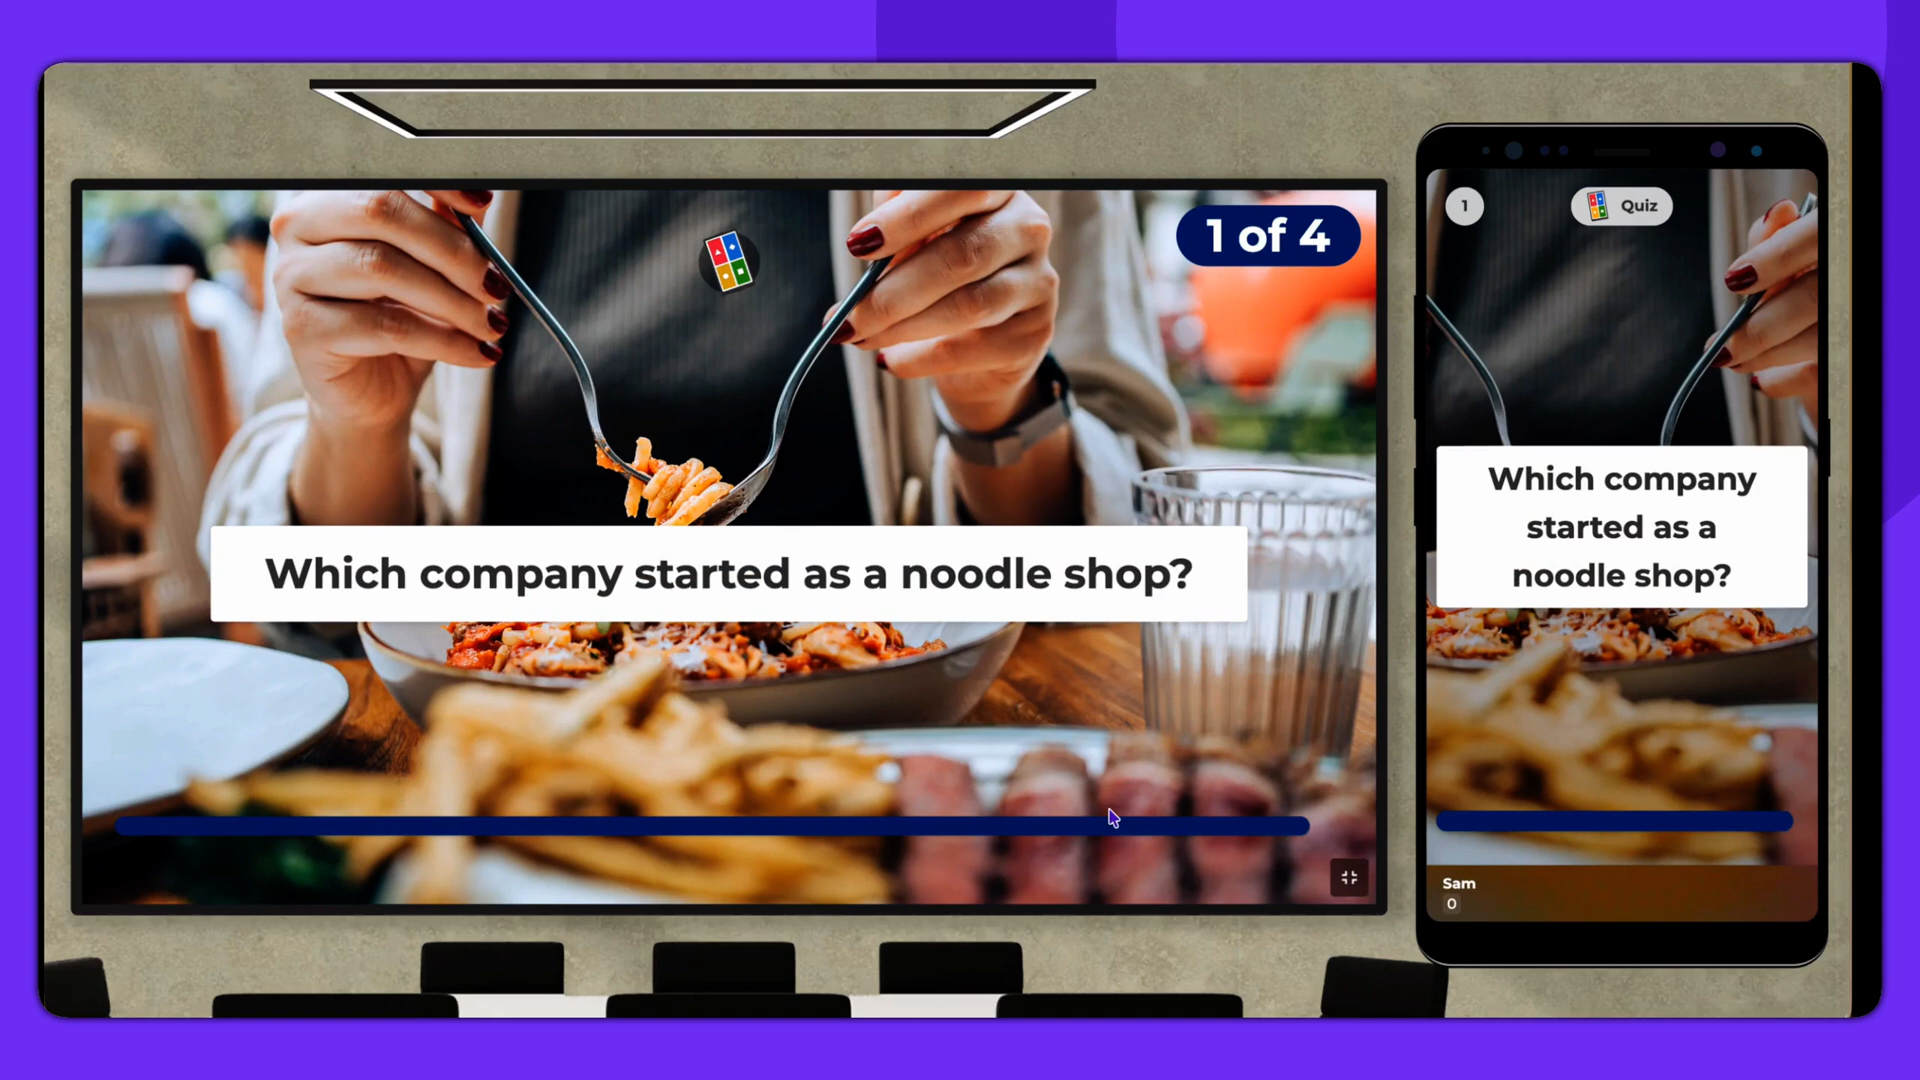 1 of 4
Which company started as a noodle shop?
1
Quiz
Which company
started as a
noodle shop?
Sam
0